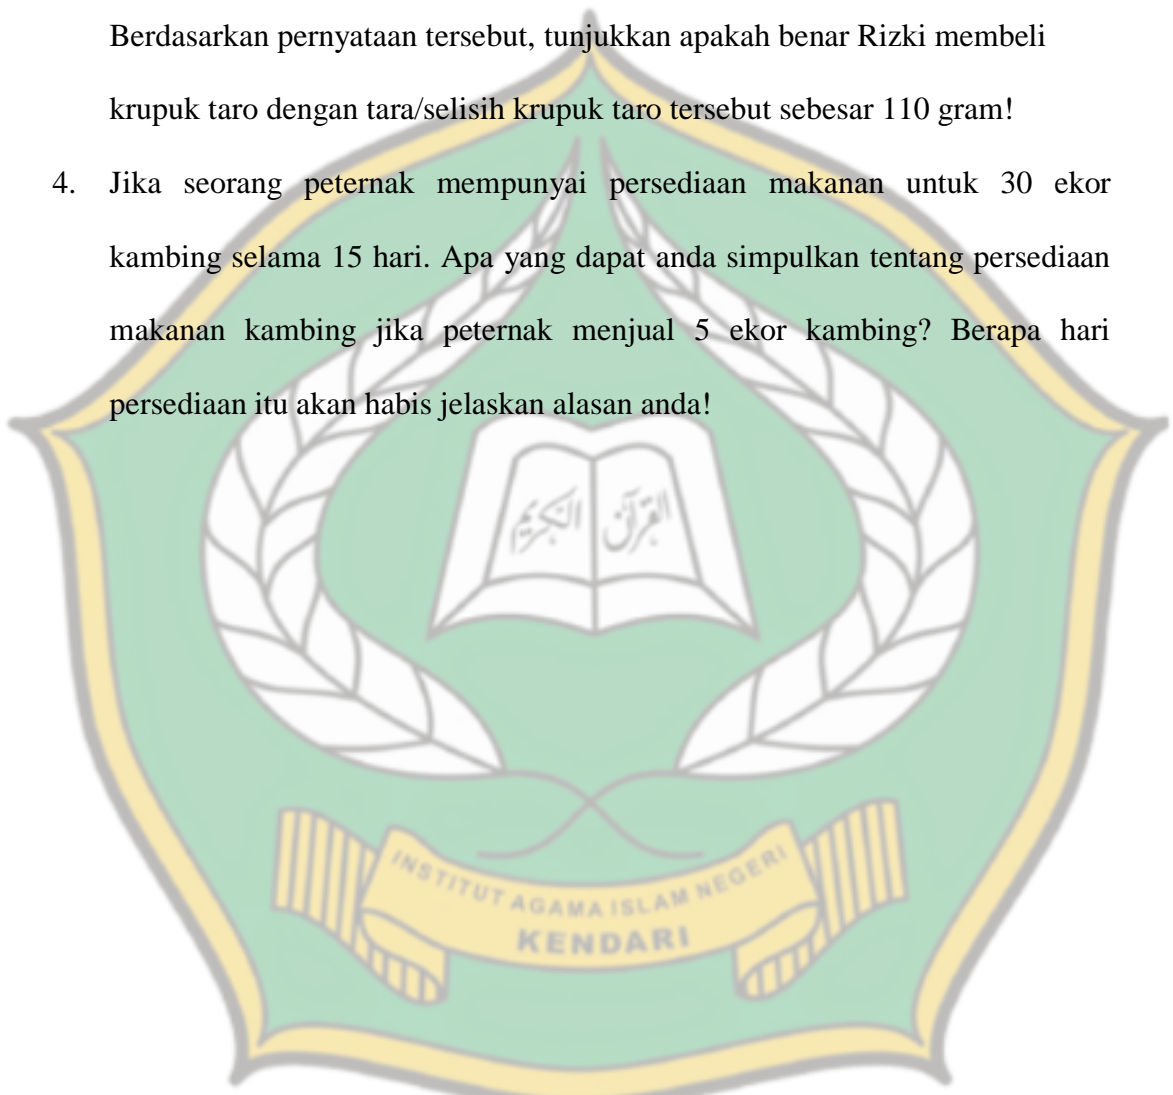 Berdasarkan pernyataan tersebut, tunjukkan apakah benar Rizki membeli
krupuk taro dengan tara/selisih krupuk taro tersebut sebesar 110 gram!
4. Jika seorang peternak mempunyai persediaan makanan untuk 30 ekor
kambing selama 15 hari. Apa yang dapat anda simpulkan tentang persediaan
makanan kambing jika peternak menjual 5 ekor kambing? Berapa hari
persediaan itu akan habis jelaskan alasan anda!
القرآن الكريم
INSTITUT AGAMA ISLAM NEGERI
KENDARI